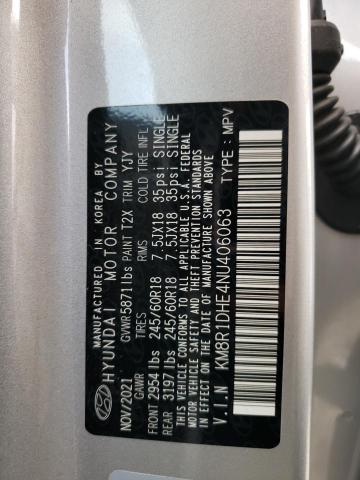 MANUFACTURED IN KOREA BY
HYUNDAI MOTOR COMPANY
NOV/2021 GVWR 5871lbs PAINT T2X TRIM YJY
GAWR TIRES RIMS COLD TIRE INFL
FRONT 2954 lbs 245/60R18 7.5JX18 35psi SINGLE
REAR 3197 lbs 245/60R18 7.5JX18 35psi SINGLE
THIS VEHICLE CONFORMS TO ALL APPLICABLE U.S.A. FEDERAL
MOTOR VEHICLE SAFETY AND THEFT PREVENTION STANDARDS
IN EFFECT ON THE DATE OF MANUFACTURE SHOWN ABOVE
V.I.N KM8R1DHE4NU406063 TYPE : MPV